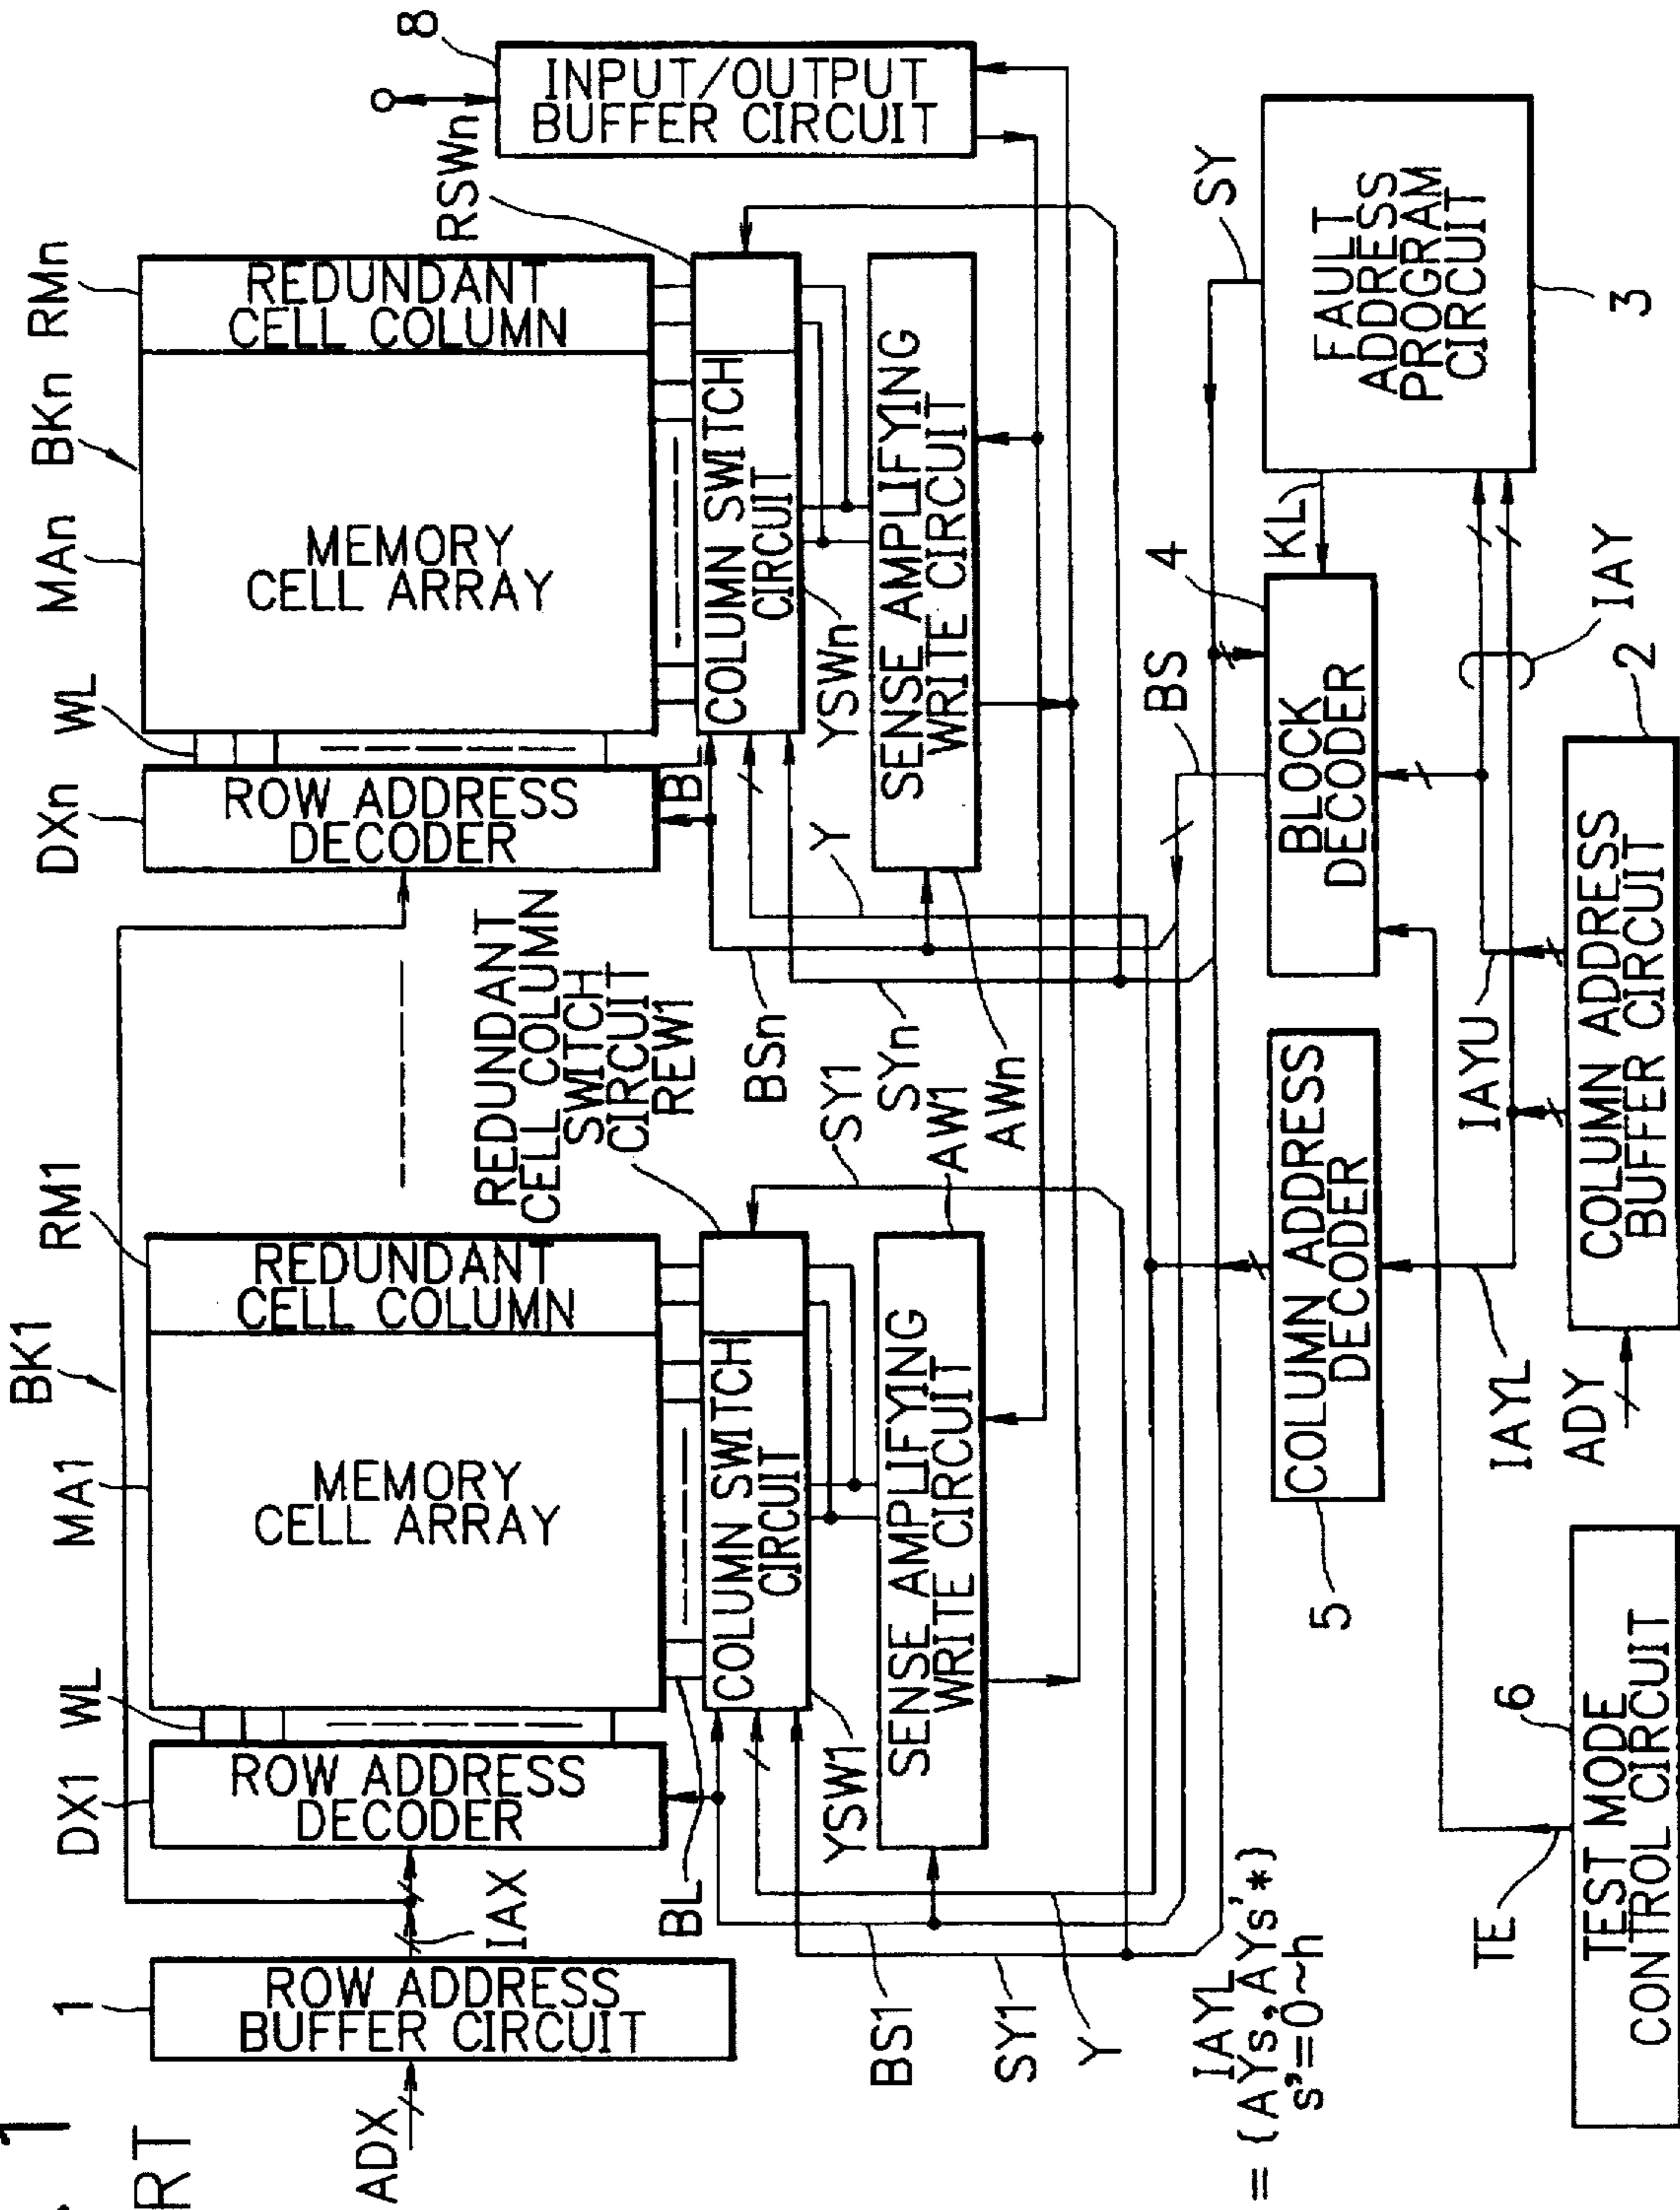 . 1
RT
ADX
1
ROW ADDRESS
BUFFER CIRCUIT
IAX
DX1
ROW ADDRESS
DECODER
WL
MA1
BK1
RM1
MEMORY
CELL ARRAY
REDUNDANT
CELL COLUMN
BL
COLUMN SWITCH
CIRCUIT
YSW1
SENSE AMPLIFYING
WRITE CIRCUIT
AW1
REDUNDANT
CELL COLUMN
SWITCH
CIRCUIT
REW1
SY1
BS1
SY1
Y
DXn
ROW ADDRESS
DECODER
WL
MAn
BKn
RMn
MEMORY
CELL ARRAY
REDUNDANT
CELL COLUMN
B
COLUMN SWITCH
CIRCUIT
YSWn
RSWn
SENSE AMPLIFYING
WRITE CIRCUIT
AWn
Y
BSn
SYn
8
INPUT/OUTPUT
BUFFER CIRCUIT
IAYL
= {AYs,AYs'*}
s'=0~h
5
COLUMN ADDRESS
DECODER
BS
4
BLOCK
DECODER
KL
SY
FAULT
ADDRESS
PROGRAM
CIRCUIT
3
IAYL
IAYU
IAY
TE
6
TEST MODE
CONTROL CIRCUIT
ADY
2
COLUMN ADDRESS
BUFFER CIRCUIT